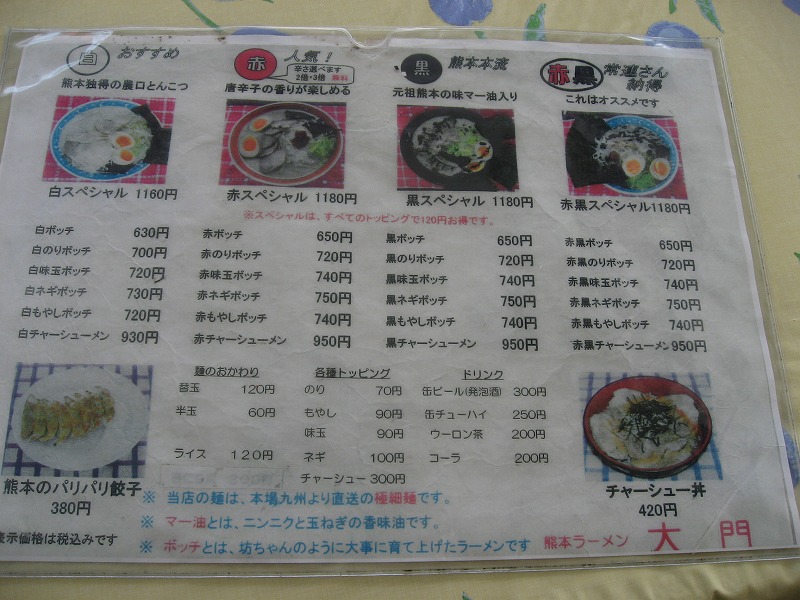 白 おすすめ
熊本独得の農口とんこつ
白スペシャル 1160円
赤 人気！
辛さ選べます
2倍・3倍 無料
唐辛子の香りが楽しめる
赤スペシャル 1180円
黒 熊本本流
元祖熊本の味マー油入り
黒スペシャル 1180円
赤黒 常連さん
納得
これはオススメです
赤黒スペシャル1180円
※スペシャルは、すべてのトッピングで120円お得です。
白ポッチ 630円
白のりポッチ 700円
白味玉ポッチ 720円
白ネギポッチ 730円
白もやしポッチ 720円
白チャーシューメン 930円
赤ポッチ 650円
赤のりポッチ 720円
赤味玉ポッチ 740円
赤ネギポッチ 750円
赤もやしポッチ 740円
赤チャーシューメン 950円
黒ポッチ 650円
黒のりポッチ 720円
黒味玉ポッチ 740円
黒ネギポッチ 750円
黒もやしポッチ 740円
黒チャーシューメン 950円
赤黒ポッチ 650円
赤黒のりポッチ 720円
赤黒味玉ポッチ 740円
赤黒ネギポッチ 750円
赤黒もやしポッチ 740円
赤黒チャーシューメン950円
熊本のパリパリ餃子
380円
麺のおかわり
替玉 120円
半玉 60円
ライス 120円
各種トッピング
のり 70円
もやし 90円
味玉 90円
ネギ 100円
チャーシュー 300円
ドリンク
缶ビール(発泡酒) 300円
缶チューハイ 250円
ウーロン茶 200円
コーラ 200円
チャーシュー丼
420円
※ 当店の麺は、本場九州より直送の極細麺です。
※ マー油とは、ニンニクと玉ねぎの香味油です。
※ ポッチとは、坊ちゃんのように大事に育て上げたラーメンです
表示価格は税込みです
熊本ラーメン 大門